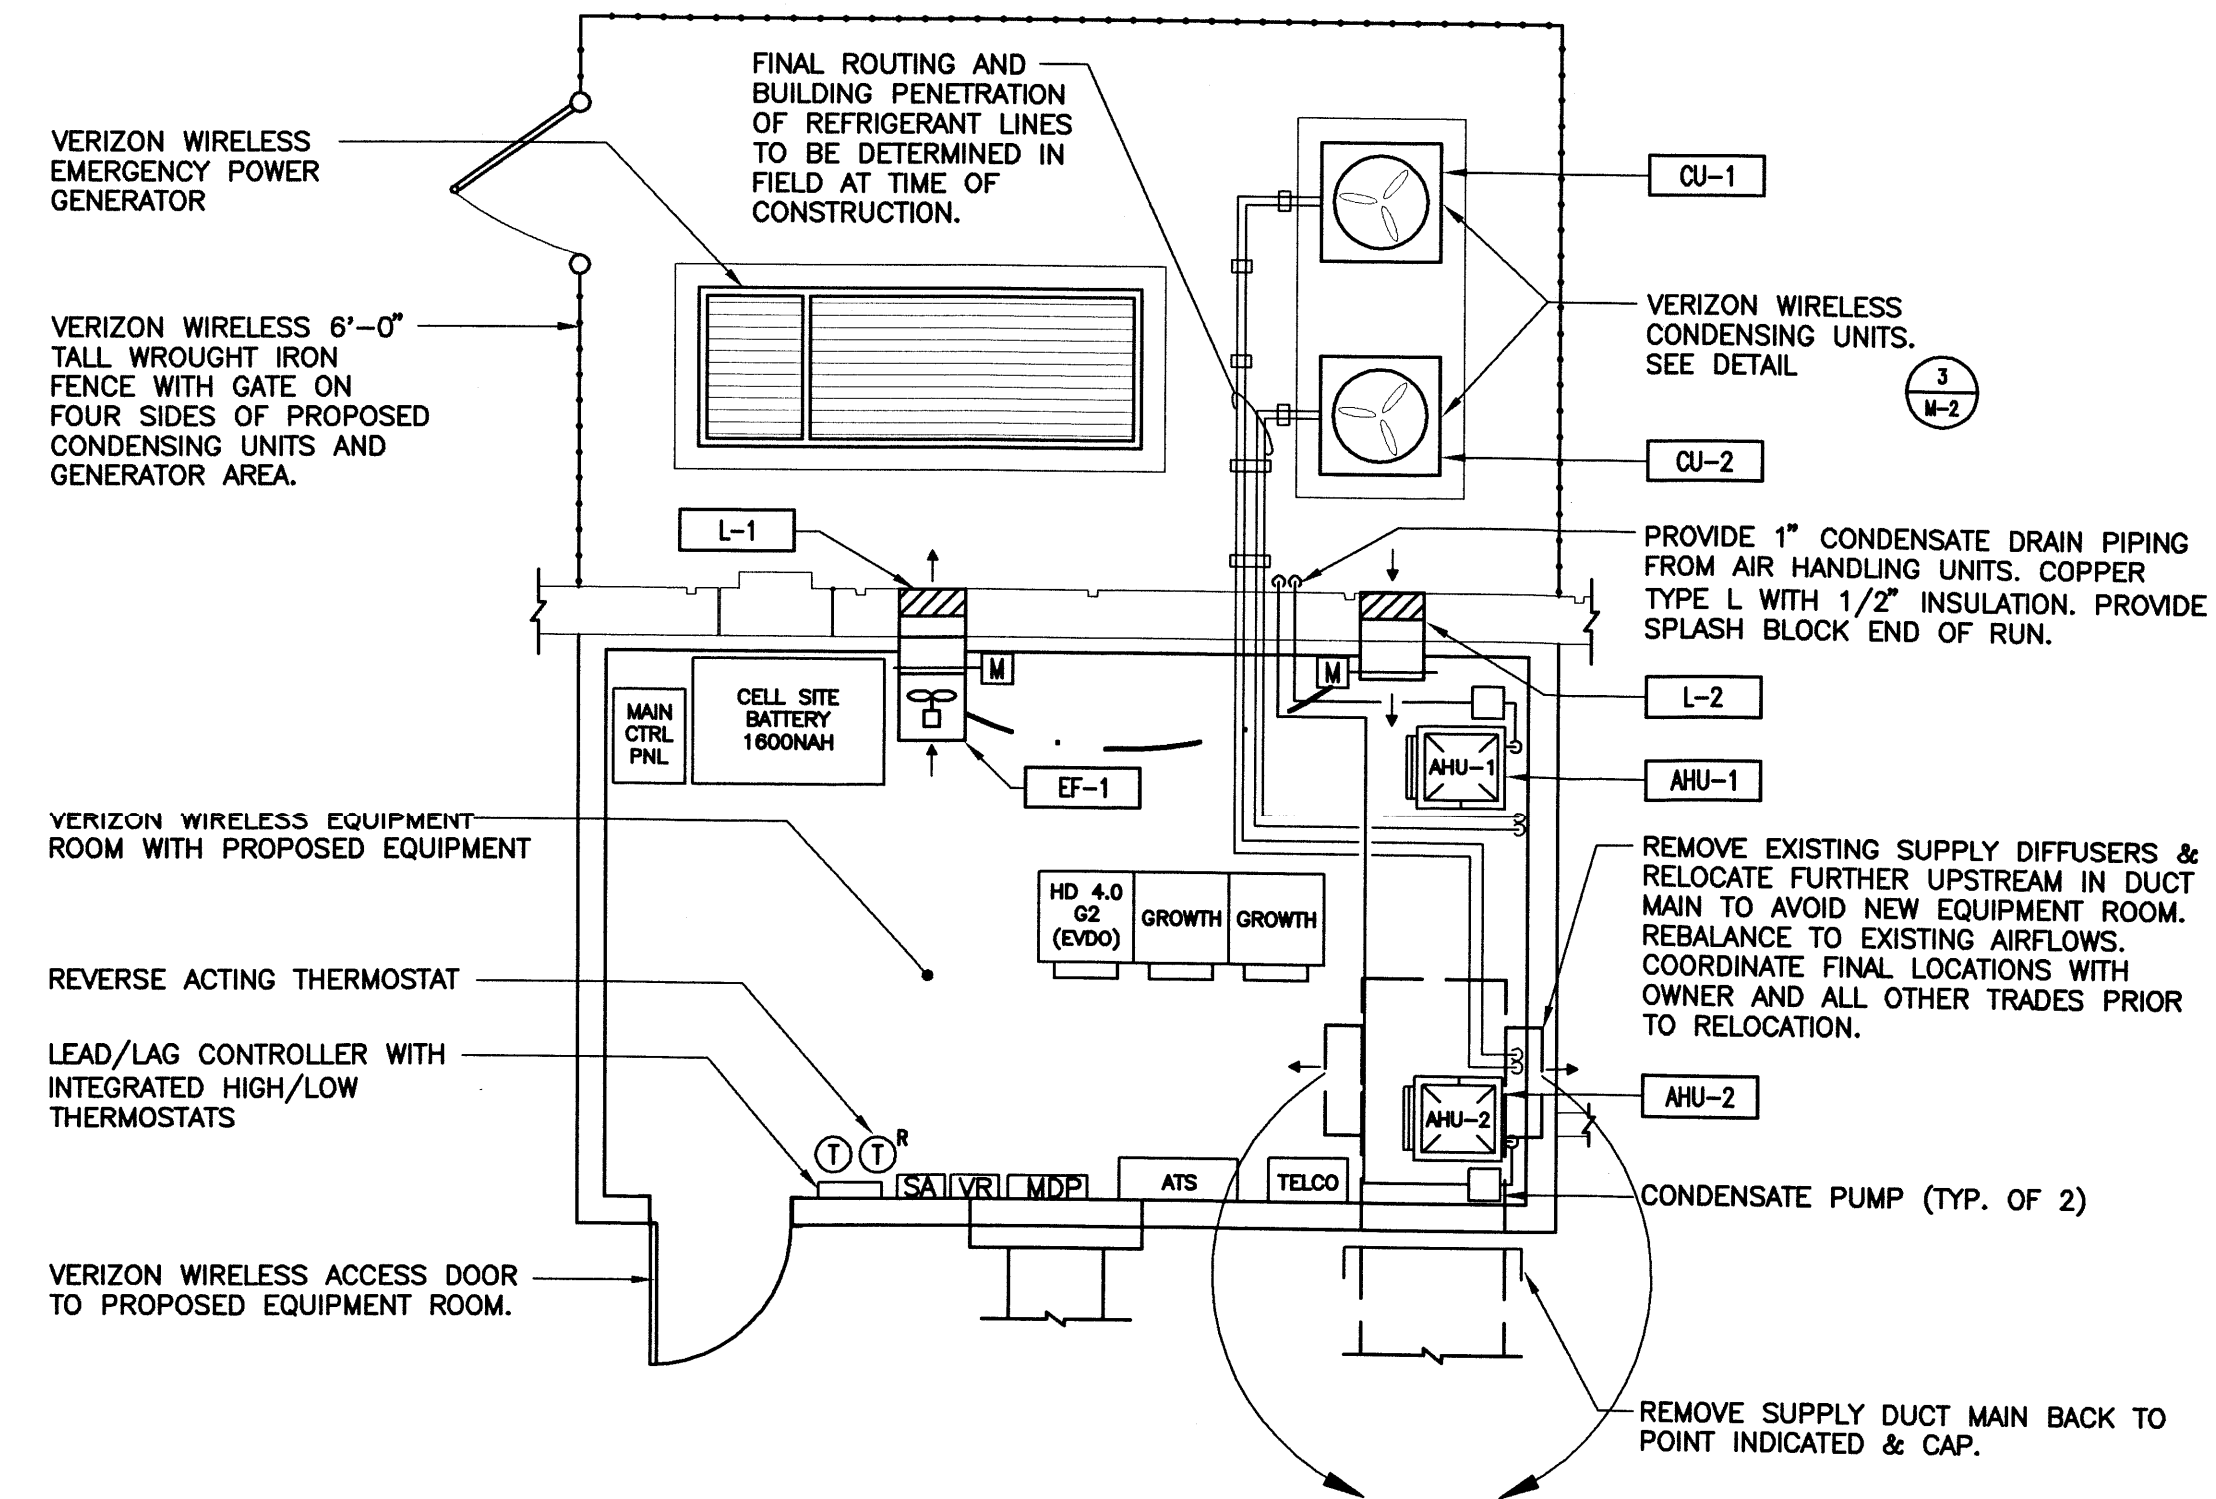 FINAL ROUTING AND
BUILDING PENETRATION
OF REFRIGERANT LINES
TO BE DETERMINED IN
FIELD AT TIME OF
CONSTRUCTION.
VERIZON WIRELESS
EMERGENCY POWER
GENERATOR
CU-1
VERIZON WIRELESS 6'-0"
TALL WROUGHT IRON
FENCE WITH GATE ON
FOUR SIDES OF PROPOSED
CONDENSING UNITS AND
GENERATOR AREA.
VERIZON WIRELESS
CONDENSING UNITS.
SEE DETAIL
3
M-2
CU-2
L-1
PROVIDE 1" CONDENSATE DRAIN PIPING
FROM AIR HANDLING UNITS. COPPER
TYPE L WITH 1/2" INSULATION. PROVIDE
SPLASH BLOCK END OF RUN.
M
M
L-2
MAIN
CTRL
PNL
CELL SITE
BATTERY
1600NAH
EF-1
AHU-1
AHU-1
VERIZON WIRELESS EQUIPMENT
ROOM WITH PROPOSED EQUIPMENT
HD 4.0
G2
(EVDO)
GROWTH
GROWTH
REMOVE EXISTING SUPPLY DIFFUSERS &
RELOCATE FURTHER UPSTREAM IN DUCT
MAIN TO AVOID NEW EQUIPMENT ROOM.
REBALANCE TO EXISTING AIRFLOWS.
COORDINATE FINAL LOCATIONS WITH
OWNER AND ALL OTHER TRADES PRIOR
TO RELOCATION.
REVERSE ACTING THERMOSTAT
LEAD/LAG CONTROLLER WITH
INTEGRATED HIGH/LOW
THERMOSTATS
AHU-2
AHU-2
T
T
R
SA
VR
MDP
ATS
TELCO
CONDENSATE PUMP (TYP. OF 2)
VERIZON WIRELESS ACCESS DOOR
TO PROPOSED EQUIPMENT ROOM.
REMOVE SUPPLY DUCT MAIN BACK TO
POINT INDICATED & CAP.